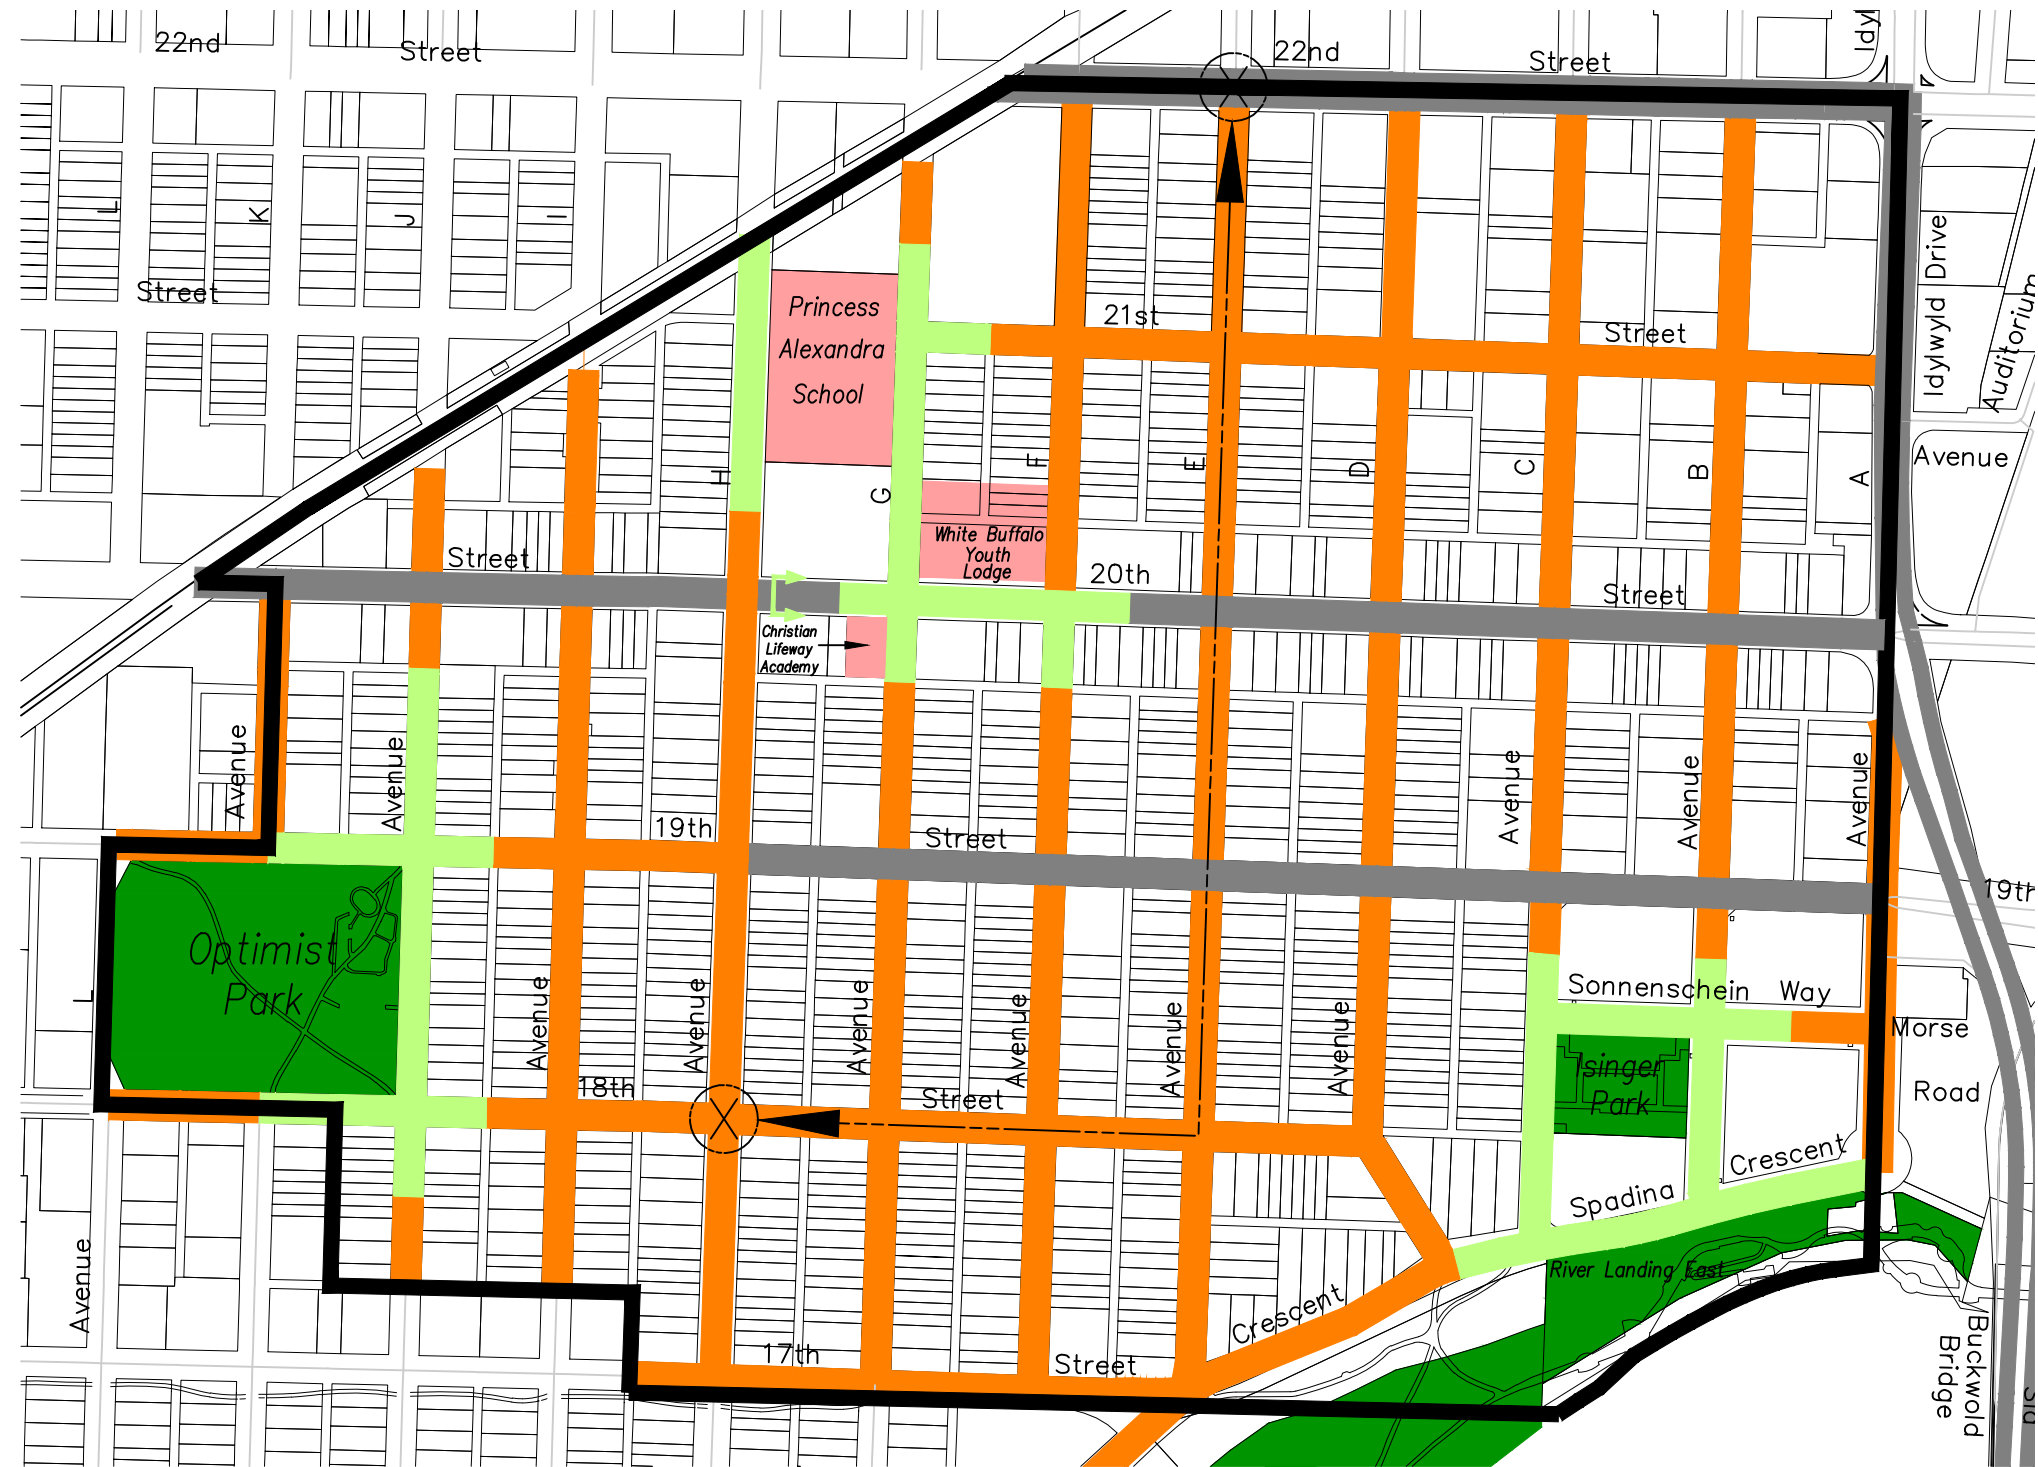 22nd
Street
22nd
Street
Idyl
L
K
J
I
Street
Princess
Alexandra
School
21st
Street
Idylwyld Drive
Auditorium
Avenue
H
G
F
E
D
C
B
A
White Buffalo
Youth
Lodge
Street
20th
Street
Christian
Lifeway
Academy
Avenue
Avenue
Avenue
Avenue
Avenue
19th
Street
19th
Optimist
Park
L
Avenue
Avenue
Avenue
Avenue
Avenue
Avenue
Sonnenschein Way
Morse
Road
Isinger
Park
18th
Street
Crescent
Spadina
River Landing East
Avenue
Crescent
17th
Street
Buckwold
Bridge
Sid